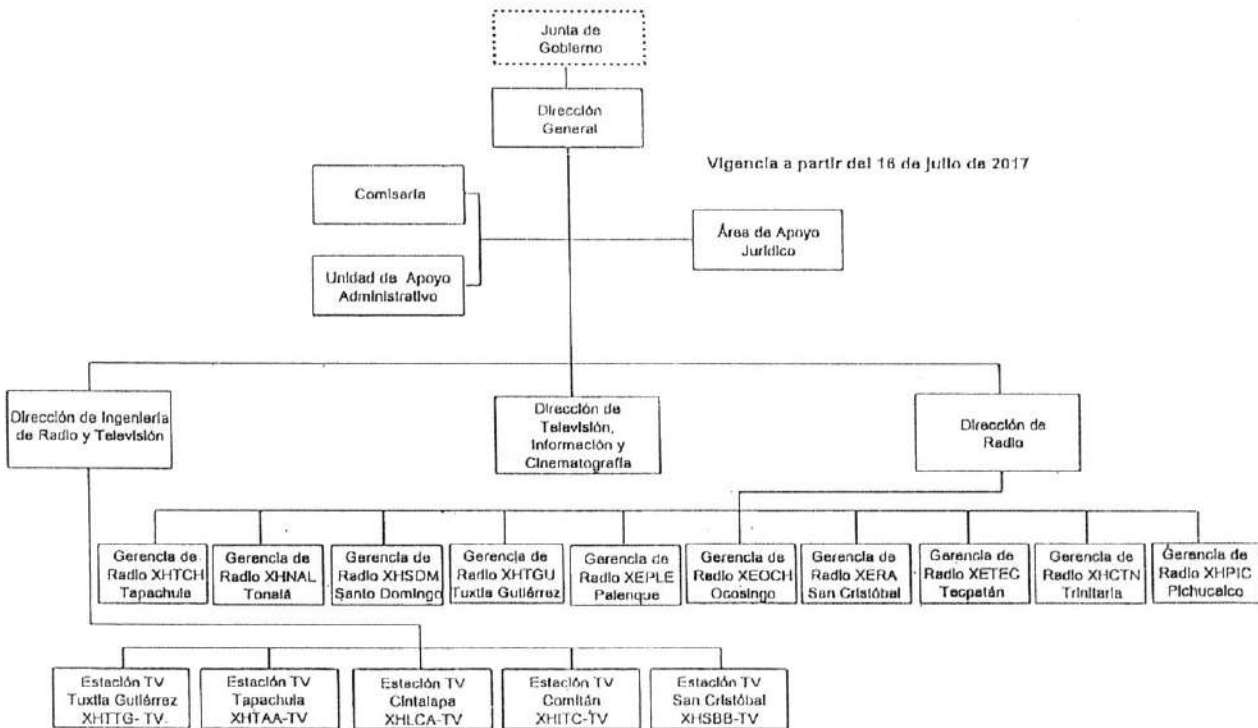 Junta de
Gobierno
Dirección
General
Vigencia a partir del 16 de julio de 2017
Comisaría
Área de Apoyo
Jurídico
Unidad de Apoyo
Administrativo
Dirección de Ingeniería
de Radio y Televisión
Dirección de
Televisión,
Información y
Cinematografía
Dirección de
Radio
Gerencia de
Radio XHTCH
Tapachula
Gerencia de
Radio XHNAL
Tonalá
Gerencia de
Radio XHSDM
Santo Domingo
Gerencia de
Radio XHTGU
Tuxtla Gutiérrez
Gerencia de
Radio XEPLE
Palenque
Gerencia de
Radio XEOCH
Ocosingo
Gerencia de
Radio XERA
San Cristóbal
Gerencia de
Radio XETEC
Tecpatán
Gerencia de
Radio XHCTN
Trinitaria
Gerencia de
Radio XHPIC
Pichucalco
Estación TV
Tuxtla Gutiérrez
XHTTG- TV.
Estación TV
Tapachula
XHTAA-TV
Estación TV
Cintalapa
XHLCA-TV
Estación TV
Comitán
XHITC-TV
Estación TV
San Cristóbal
XHSBB-TV